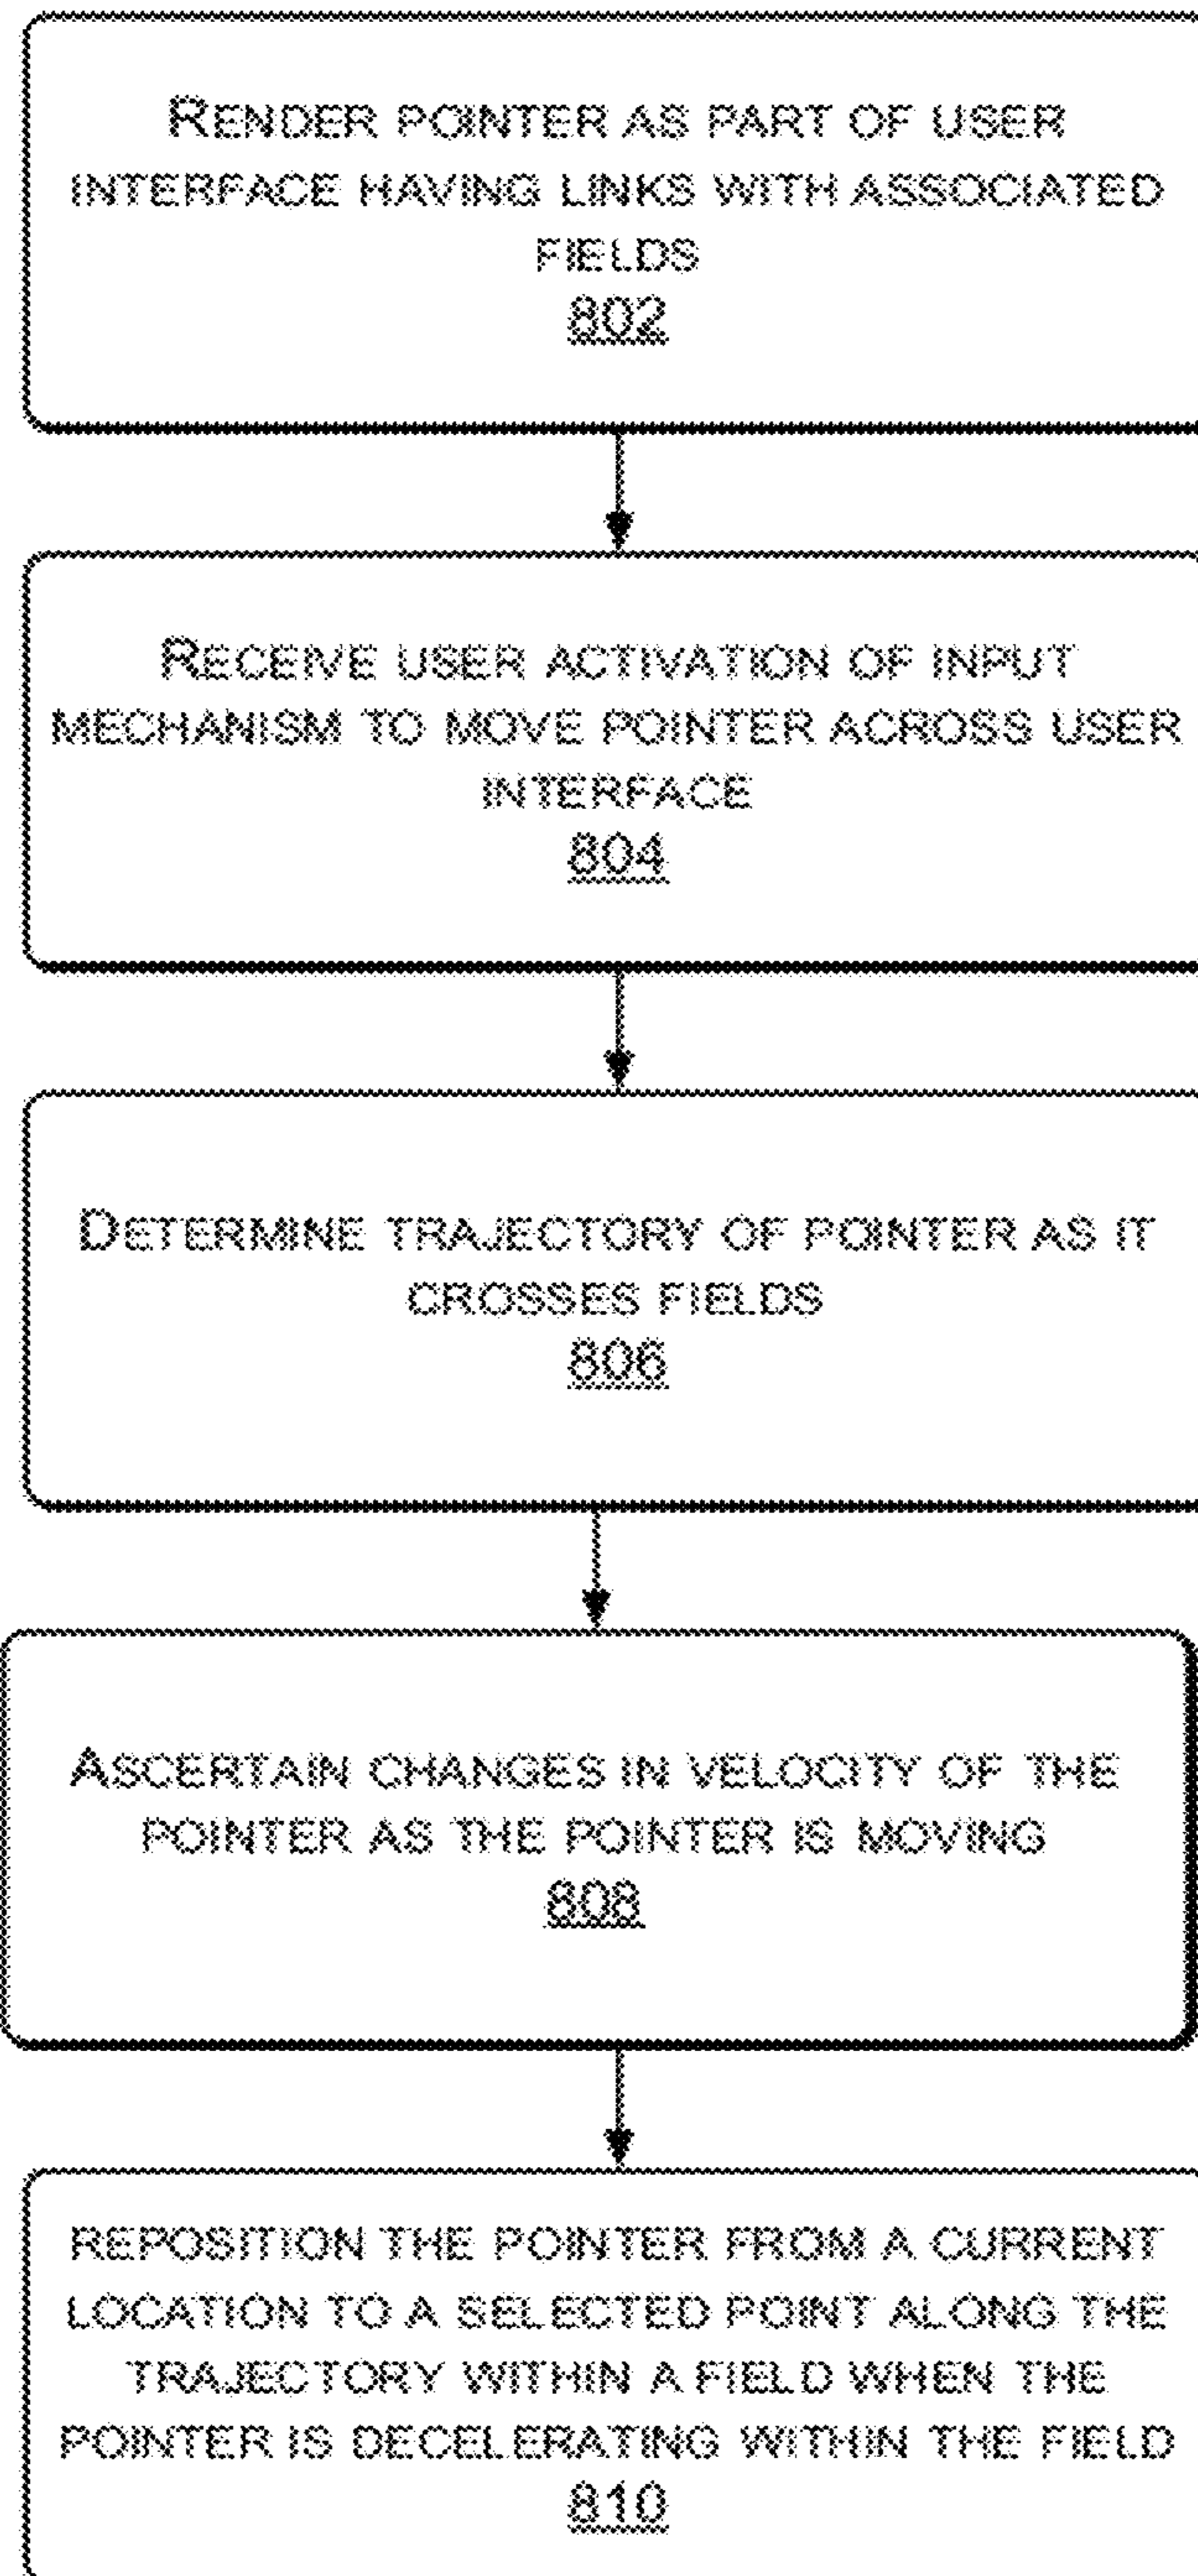 RENDER POINTER AS PART OF USER
INTERFACE HAVING LINKS WITH ASSOCIATED
FIELDS
802
RECEIVE USER ACTIVATION OF INPUT
MECHANISM TO MOVE POINTER ACROSS USER
INTERFACE
804
DETERMINE TRAJECTORY OF POINTER AS IT
CROSSES FIELDS
806
ASCERTAIN CHANGES IN VELOCITY OF THE
POINTER AS THE POINTER IS MOVING
808
REPOSITION THE POINTER FROM A CURRENT
LOCATION TO A SELECTED POINT ALONG THE
TRAJECTORY WITHIN A FIELD WHEN THE
POINTER IS DECELERATING WITHIN THE FIELD
810